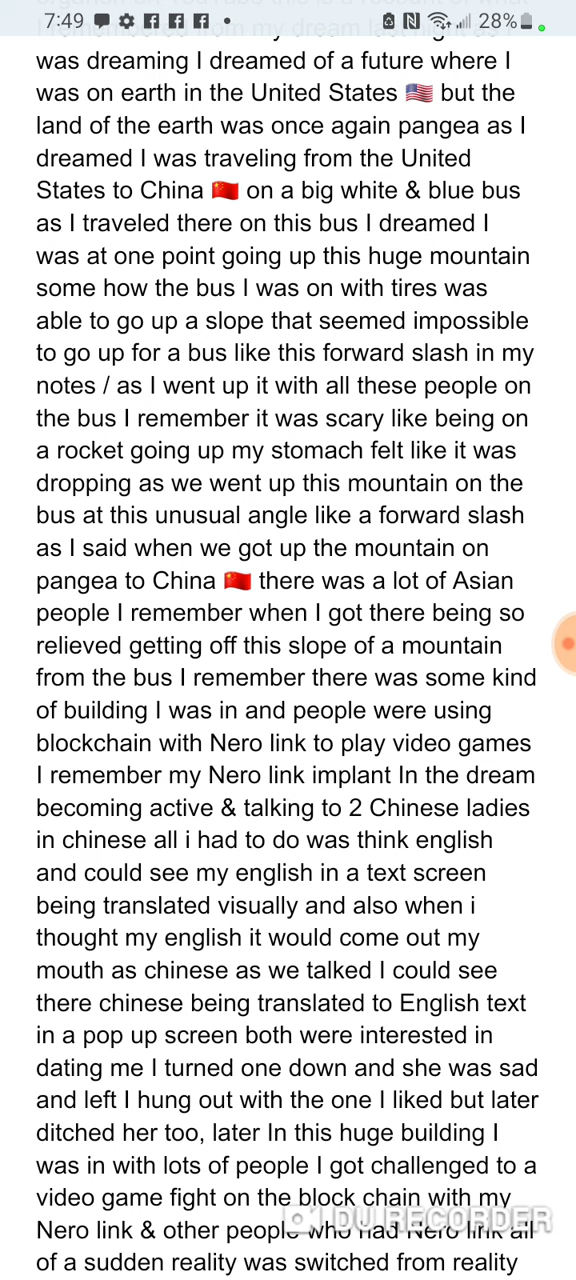 7:49 28%
was dreaming I dreamed of a future where I
was on earth in the United States 🇺🇸 but the
land of the earth was once again pangea as I
dreamed I was traveling from the United
States to China 🇨🇳 on a big white & blue bus
as I traveled there on this bus I dreamed I
was at one point going up this huge mountain
some how the bus I was on with tires was
able to go up a slope that seemed impossible
to go up for a bus like this forward slash in my
notes / as I went up it with all these people on
the bus I remember it was scary like being on
a rocket going up my stomach felt like it was
dropping as we went up this mountain on the
bus at this unusual angle like a forward slash
as I said when we got up the mountain on
pangea to China 🇨🇳 there was a lot of Asian
people I remember when I got there being so
relieved getting off this slope of a mountain
from the bus I remember there was some kind
of building I was in and people were using
blockchain with Nero link to play video games
I remember my Nero link implant In the dream
becoming active & talking to 2 Chinese ladies
in chinese all i had to do was think english
and could see my english in a text screen
being translated visually and also when i
thought my english it would come out my
mouth as chinese as we talked I could see
there chinese being translated to English text
in a pop up screen both were interested in
dating me I turned one down and she was sad
and left I hung out with the one I liked but later
ditched her too, later In this huge building I
was in with lots of people I got challenged to a
video game fight on the block chain with my
Nero link & other people who had Nero link all
DU RECORDER
of a sudden reality was switched from reality